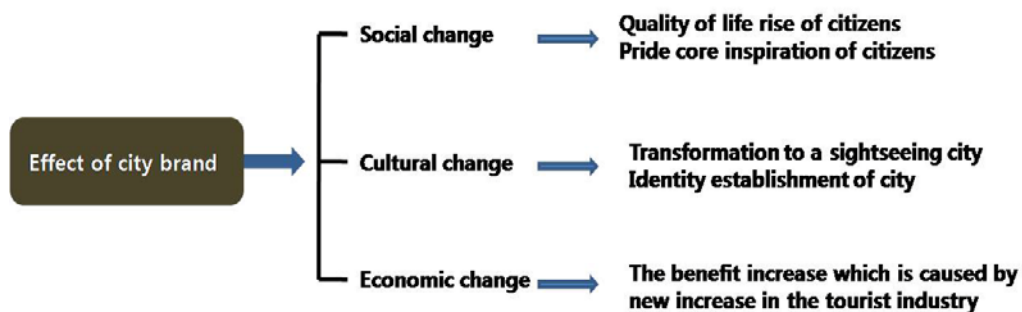 Effect of city brand
Social change
Quality of life rise of citizens
Pride core inspiration of citizens
Cultural change
Transformation to a sightseeing city
Identity establishment of city
Economic change
The benefit increase which is caused by
new increase in the tourist industry